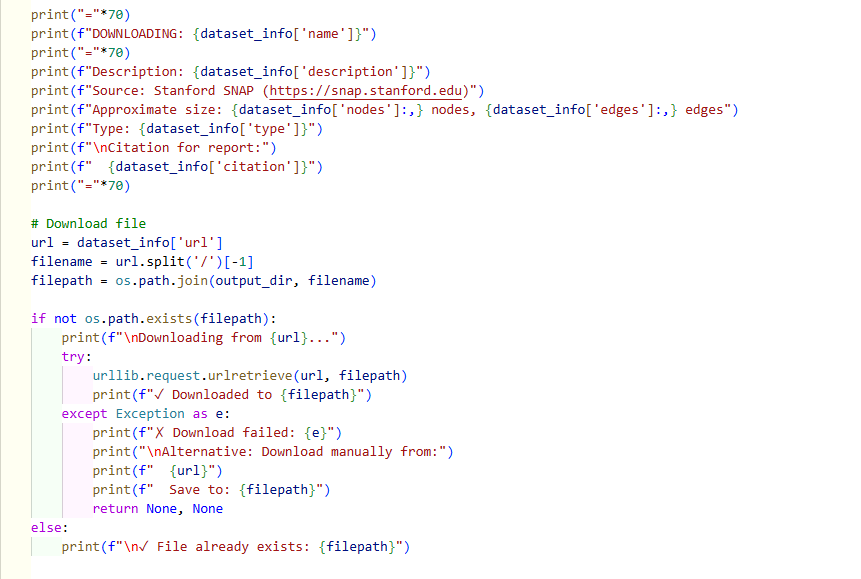 print("="*70)
print(f"DOWNLOADING: {dataset_info['name']}")
print("="*70)
print(f"Description: {dataset_info['description']}")
print(f"Source: Stanford SNAP (https://snap.stanford.edu)")
print(f"Approximate size: {dataset_info['nodes']:,} nodes, {dataset_info['edges']:,} edges")
print(f"Type: {dataset_info['type']}")
print(f"\nCitation for report:")
print(f"  {dataset_info['citation']}")
print("="*70)

# Download file
url = dataset_info['url']
filename = url.split('/')[-1]
filepath = os.path.join(output_dir, filename)

if not os.path.exists(filepath):
    print(f"\nDownloading from {url}...")
    try:
        urllib.request.urlretrieve(url, filepath)
        print(f"✓ Downloaded to {filepath}")
    except Exception as e:
        print(f"✗ Download failed: {e}")
        print("\nAlternative: Download manually from:")
        print(f"  {url}")
        print(f"  Save to: {filepath}")
        return None, None
else:
    print(f"\n✓ File already exists: {filepath}")